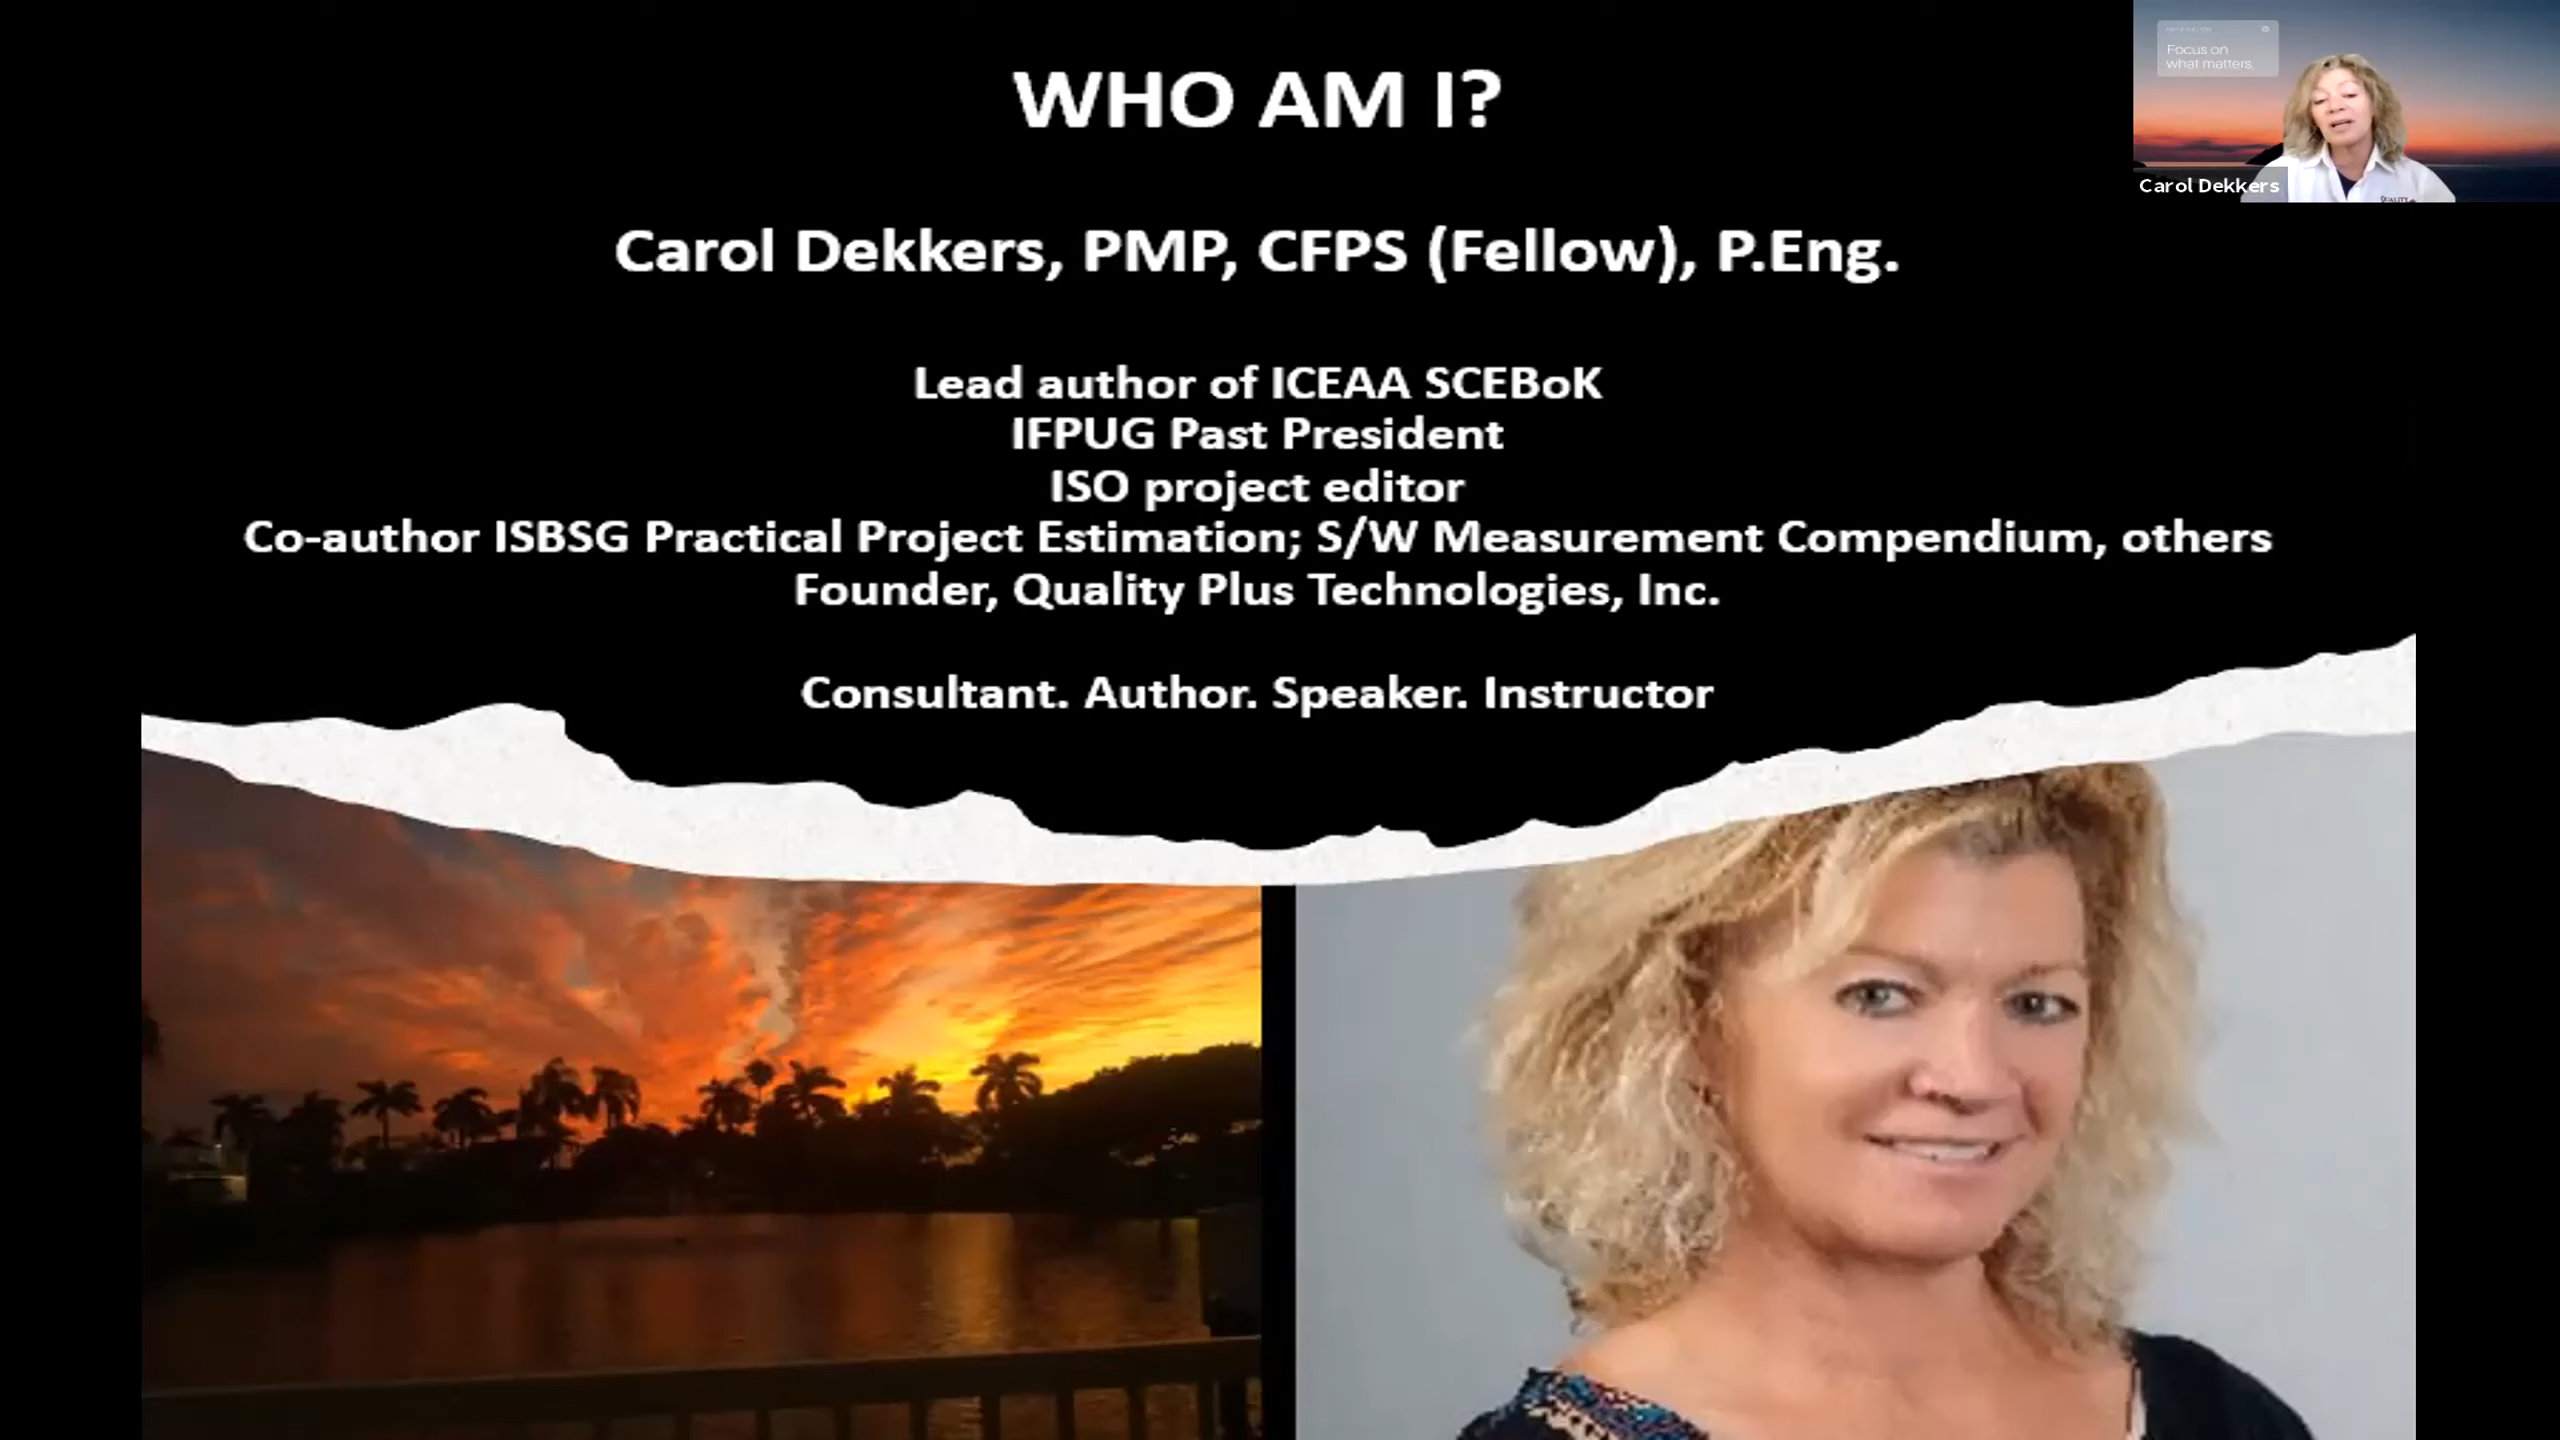 WHO AM I?
Focus on
what matters.
Carol Dekkers
QUALITY
Carol Dekkers, PMP, CFPS (Fellow), P.Eng.
Lead author of ICEAA SCEBoK
IFPUG Past President
ISO project editor
Co-author ISBSG Practical Project Estimation; S/W Measurement Compendium, others
Founder, Quality Plus Technologies, Inc.
Consultant. Author. Speaker. Instructor